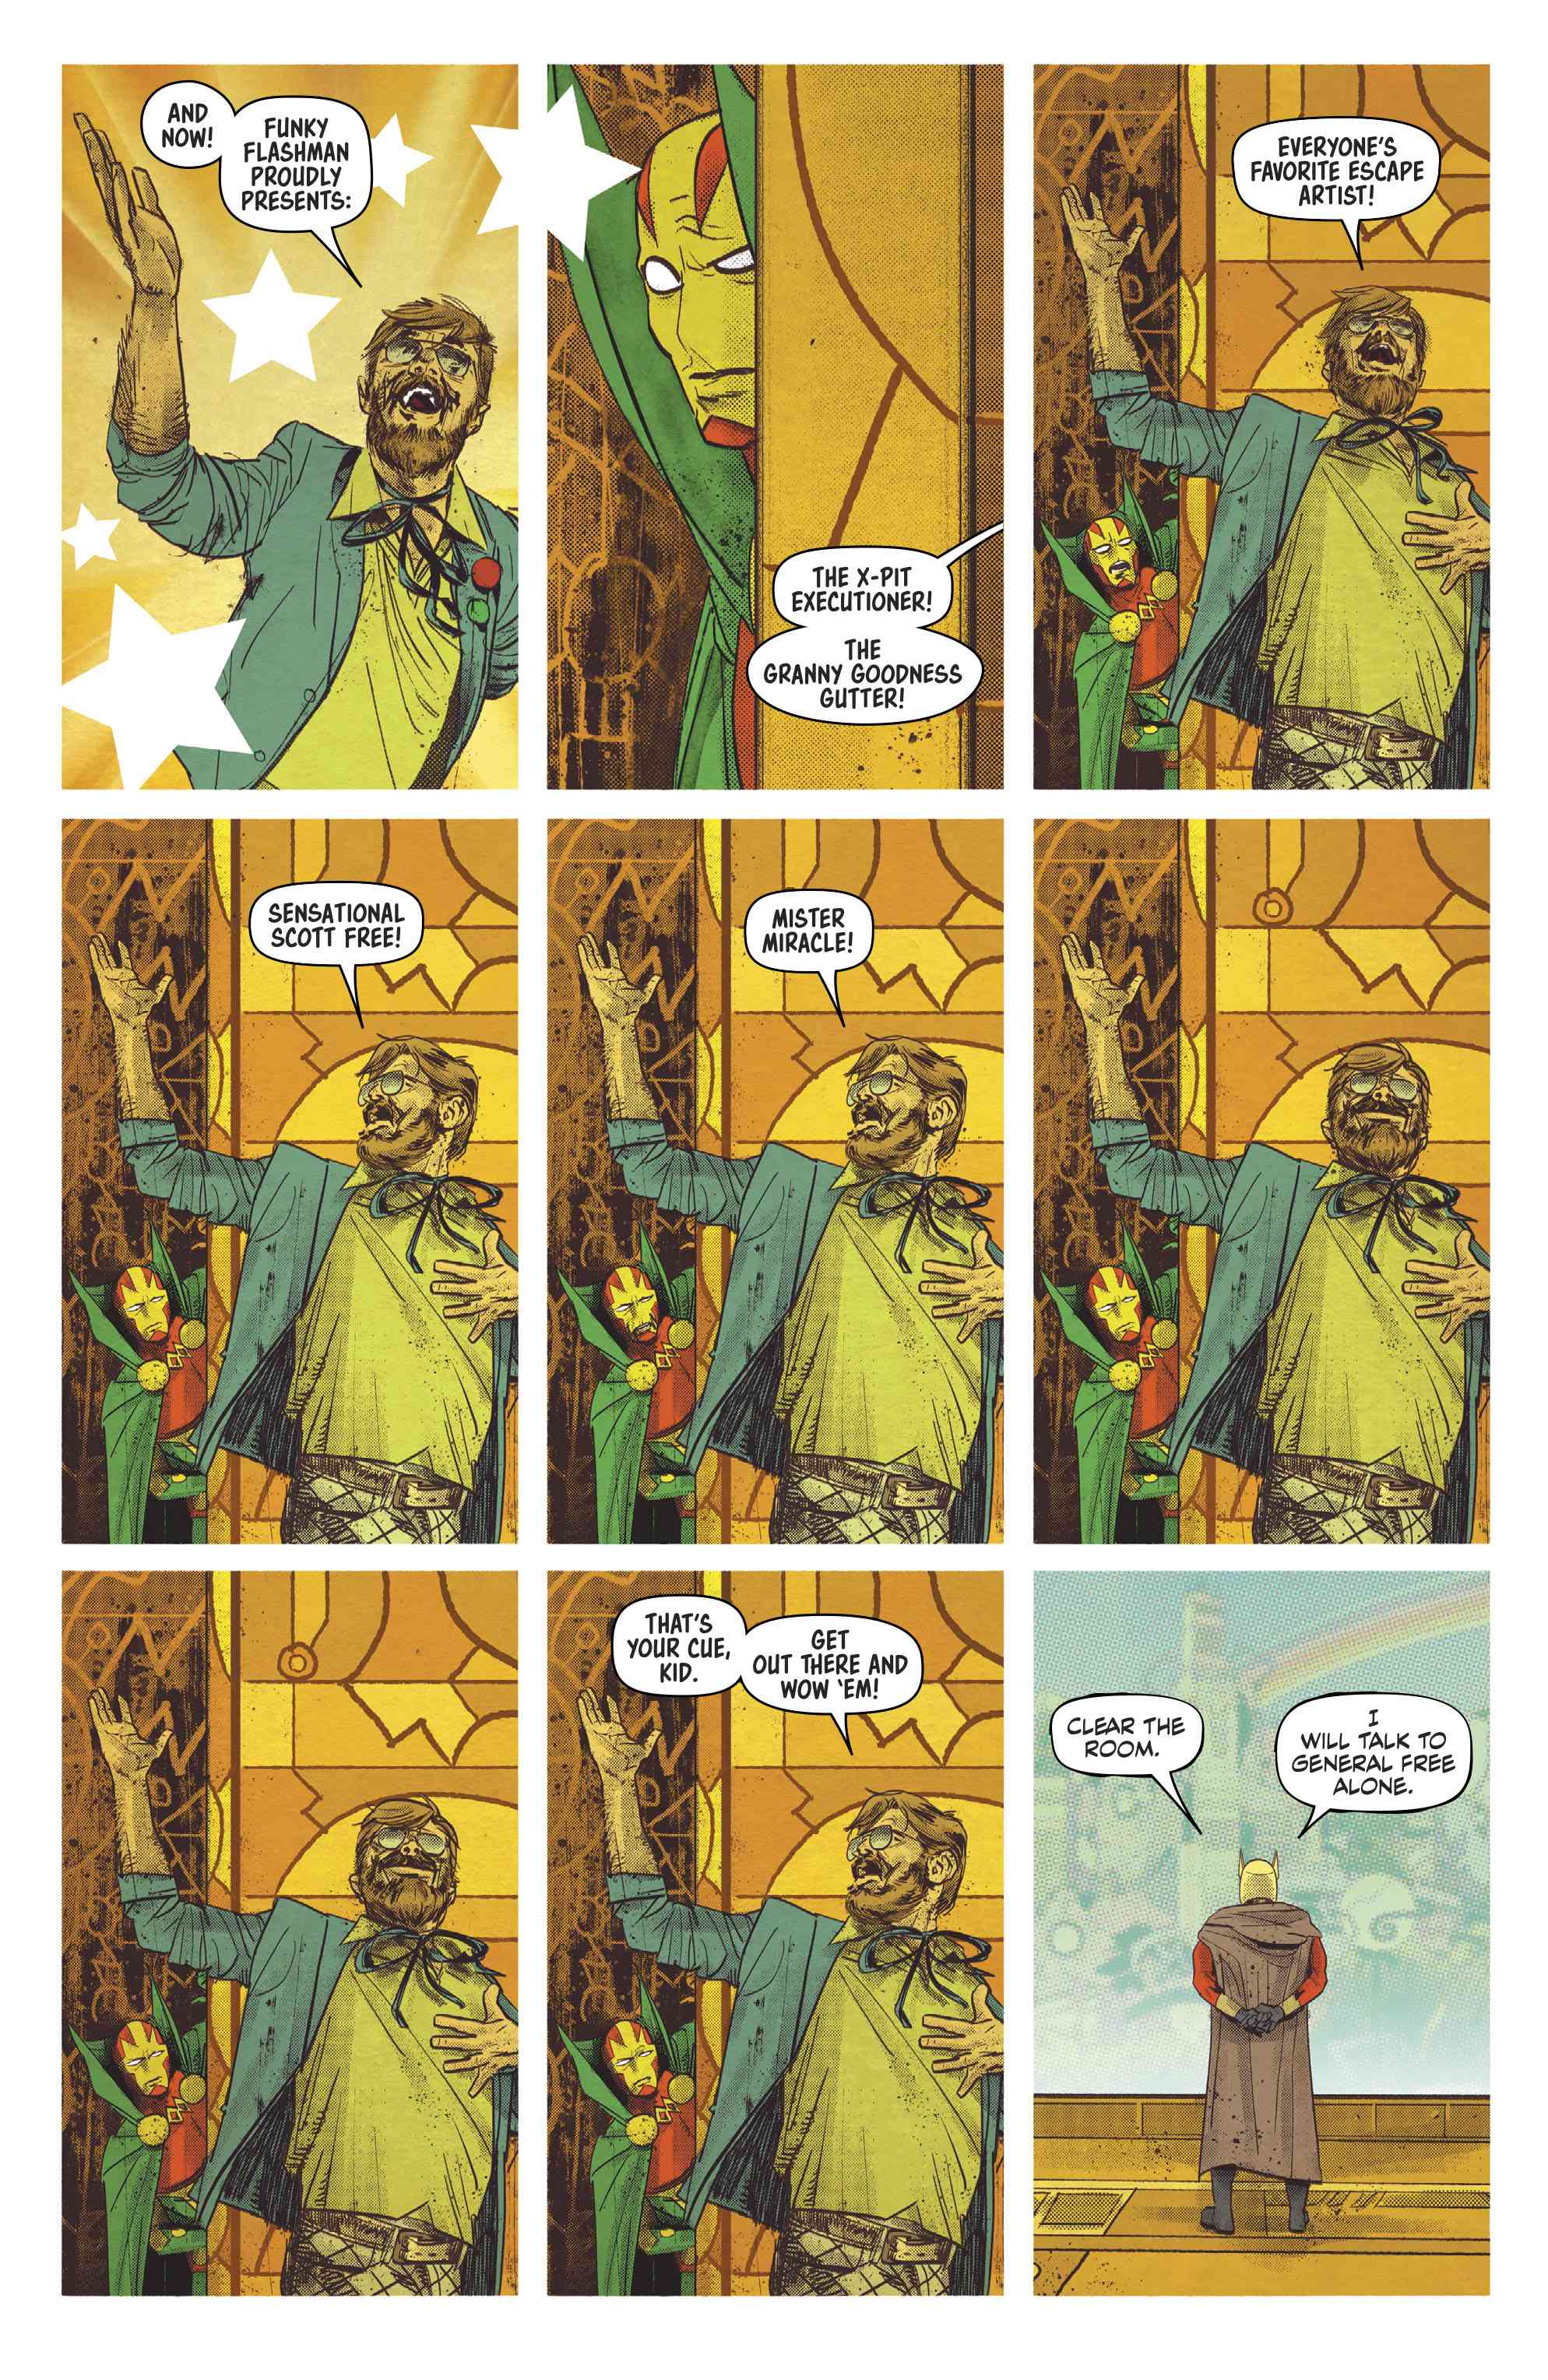 AND
NOW!
FUNKY
FLASHMAN
PROUDLY
PRESENTS:
THE X-PIT
EXECUTIONER!
THE
GRANNY GOODNESS
GUTTER!
EVERYONE'S
FAVORITE ESCAPE
ARTIST!
SENSATIONAL
SCOTT FREE!
MISTER
MIRACLE!
THAT'S
YOUR CUE,
KID.
GET
OUT THERE AND
WOW 'EM!
CLEAR THE
ROOM.
I
WILL TALK TO
GENERAL FREE
ALONE.